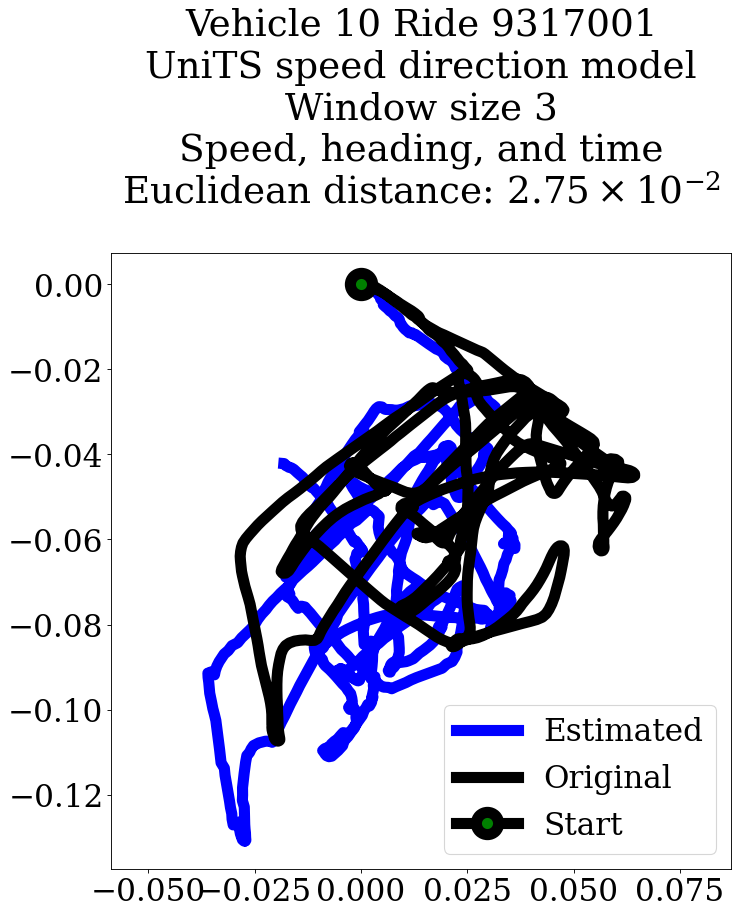 Vehicle 10 Ride 9317001
UniTS speed direction model
Window size 3
Speed, heading, and time
Euclidean distance: 2.75 × 10⁻²
0.00
−0.02
−0.04
−0.06
−0.08
−0.10
−0.12
Estimated
Original
Start
−0.050 −0.025 0.000 0.025 0.050 0.075